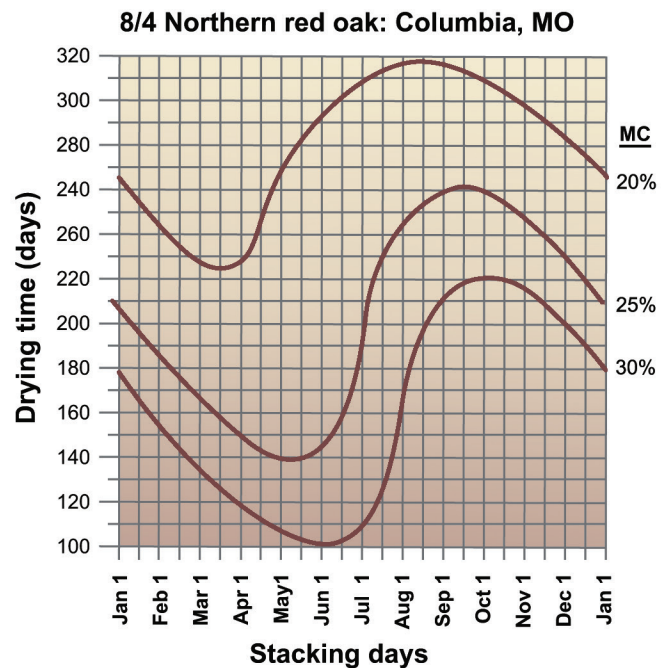 8/4 Northern red oak: Columbia, MO
320
300
280
240
260
220
200
180
160
140
120
100
Drying time (days)
MC
20%
25%
30%
Jan 1
Feb 1
Mar 1
Apr 1
May1
Jun 1
Jul 1
Aug 1
Sep 1
Oct 1
Nov 1
Dec 1
Jan 1
Stacking days